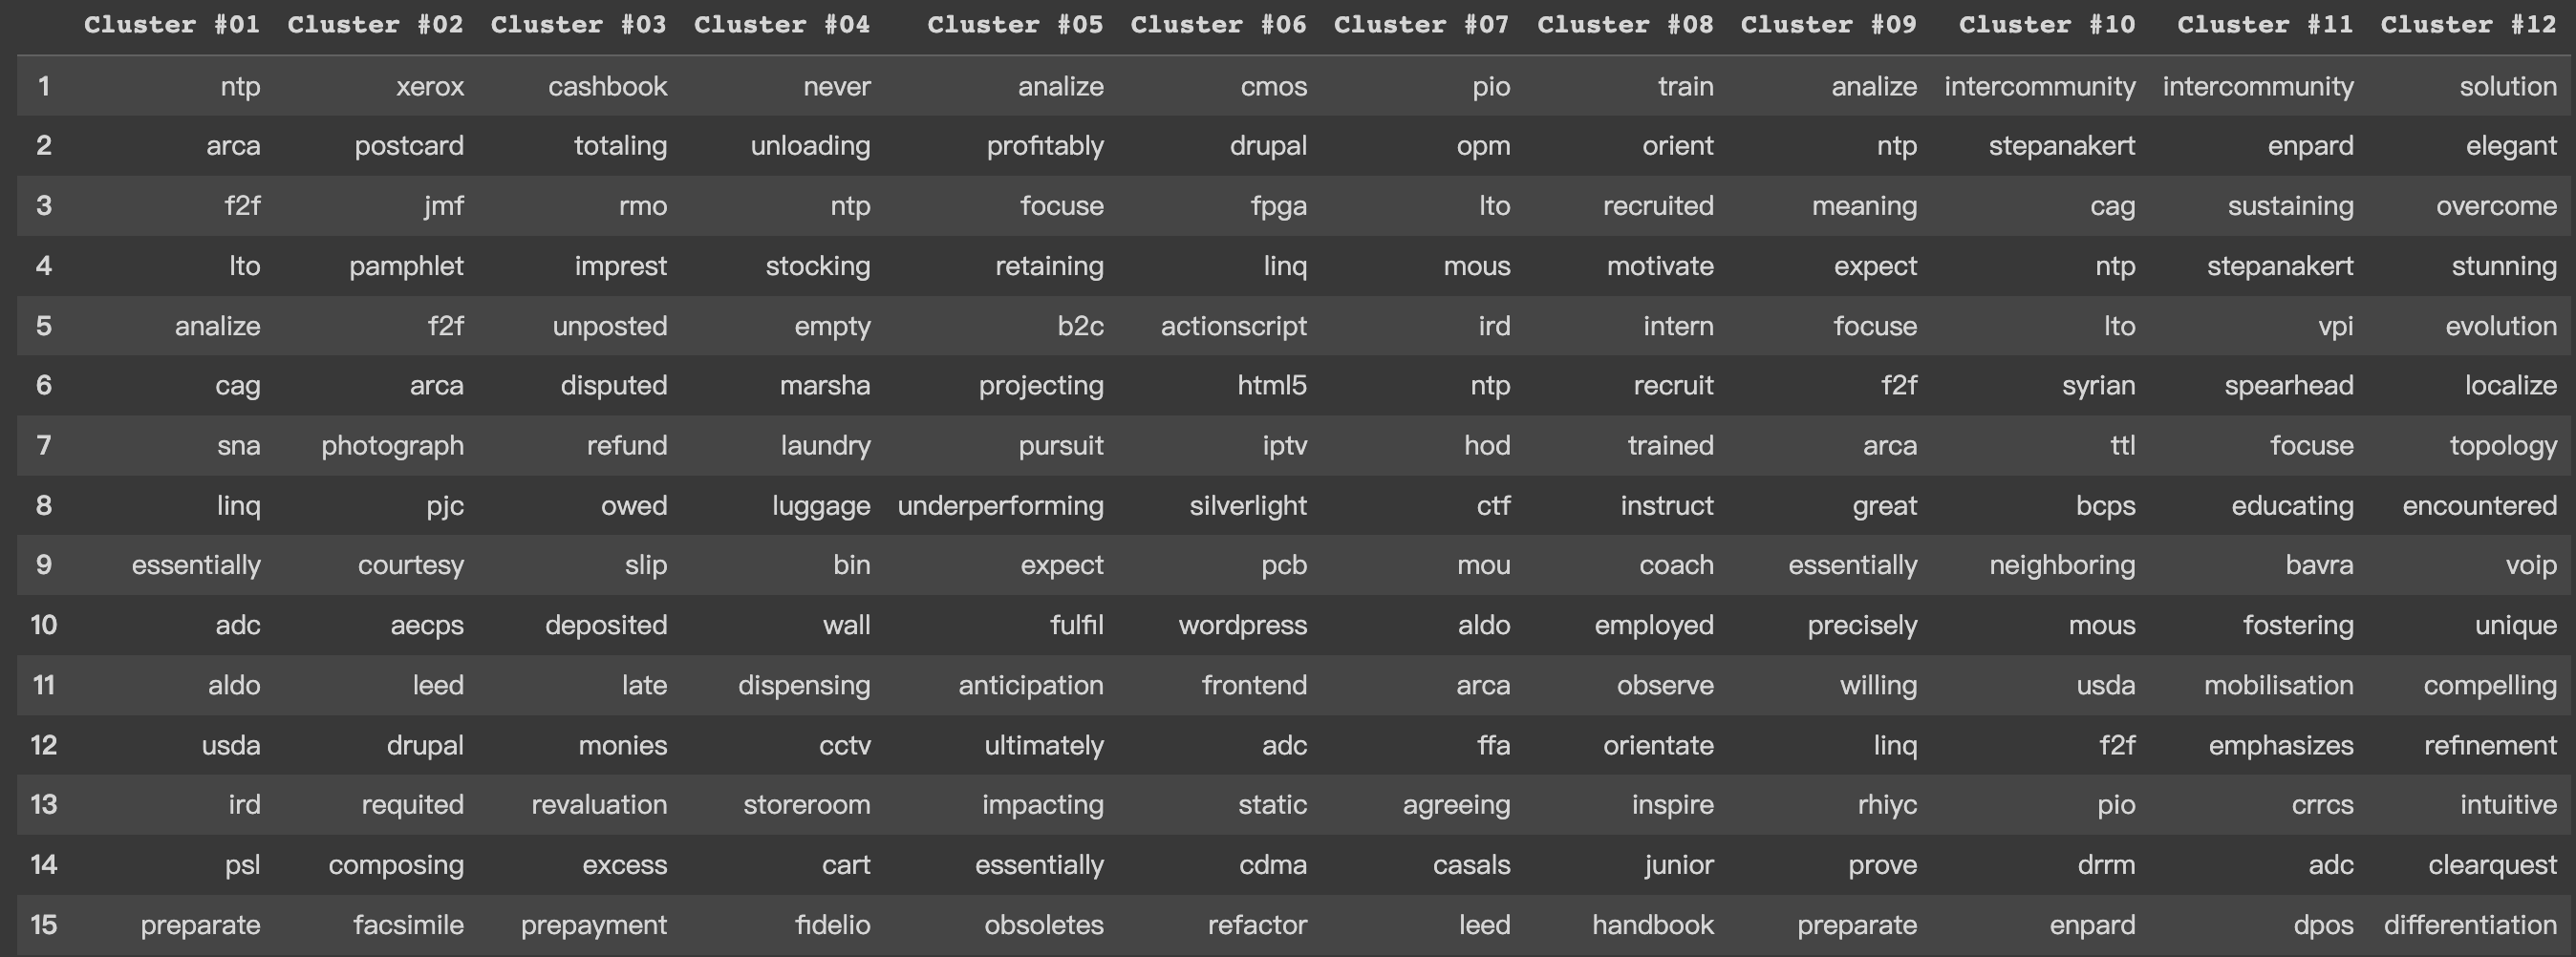 Cluster #01 Cluster #02 Cluster #03 Cluster #04 Cluster #05 Cluster #06 Cluster #07 Cluster #08 Cluster #09 Cluster #10 Cluster #11 Cluster #12
1 ntp xerox cashbook never analize cmos pio train analize intercommunity intercommunity solution
2 arca postcard totaling unloading profitably drupal opm orient ntp stepanakert enpard elegant
3 f2f jmf rmo ntp focuse fpga lto recruited meaning cag sustaining overcome
4 lto pamphlet imprest stocking retaining linq mous motivate expect ntp stepanakert stunning
5 analize f2f unposted empty b2c actionscript ird intern focuse lto vpi evolution
6 cag arca disputed marsha projecting html5 ntp recruit f2f syrian spearhead localize
7 sna photograph refund laundry pursuit iptv hod trained arca ttl focuse topology
8 linq pjc owed luggage underperforming silverlight ctf instruct great bcps educating encountered
9 essentially courtesy slip bin expect pcb mou coach essentially neighboring bavra voip
10 adc aecps deposited wall fulfil wordpress aldo employed precisely mous fostering unique
11 aldo leed late dispensing anticipation frontend arca observe willing usda mobilisation compelling
12 usda drupal monies cctv ultimately adc ffa orientate linq f2f emphasizes refinement
13 ird requited revaluation storeroom impacting static agreeing inspire rhiyc pio crrcs intuitive
14 psl composing excess cart essentially cdma casals junior prove drrm adc clearquest
15 preparate facsimile prepayment fidelio obsoletes refactor leed handbook preparate enpard dpos differentiation